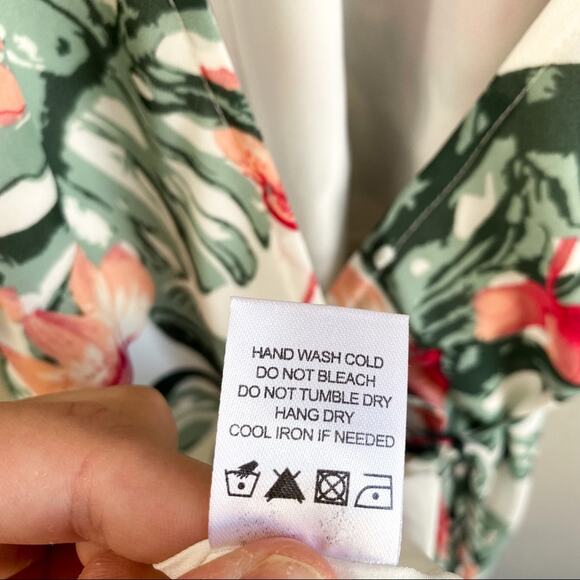 HAND WASH COLD
DO NOT BLEACH
DO NOT TUMBLE DRY
HANG DRY
COOL IRON IF NEEDED